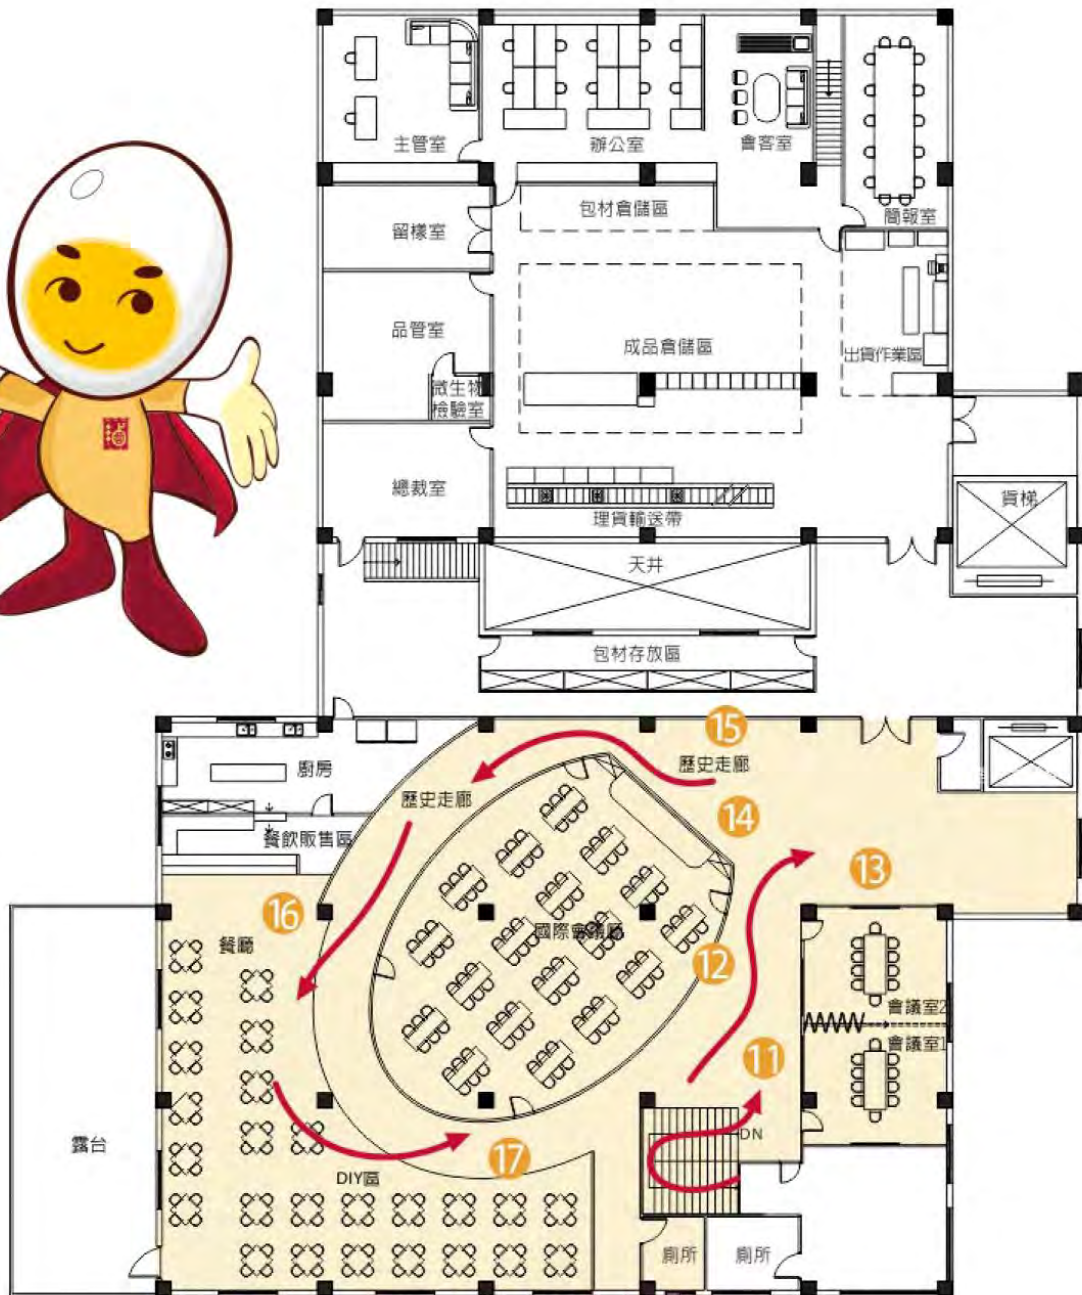 主管室
辦公室
會客室
簡報室
留樣室
包材倉儲區
品管室
成品倉儲區
出貨作業區
微生物
檢驗室
總裁室
理貨輸送帶
貨梯
天井
包材存放區
15
歷史走廊
廚房
歷史走廊
14
餐飲販售區
13
16
餐廳
國際會議廳
12
會議室2
會議室1
11
露台
DN
17
DIY區
廁所
廁所